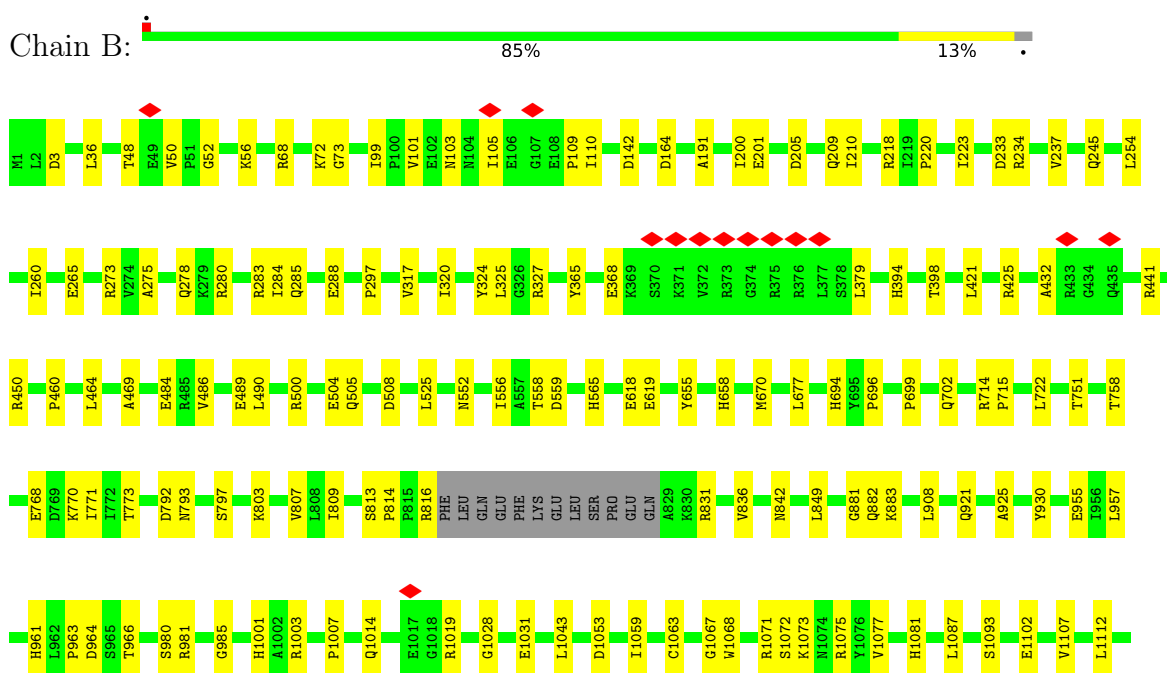 Chain B:
85% 13%
M1 L2 D3 L36 T48 E49 V50 P51 G52 K56 R68 K72 G73 I99 P100 V101 E102 N103 N104 I105 E106 G107 E108 P109 I110 D142 D164 A191 I200 E201 D205 Q209 I210 R218 I219 P220 I223 D233 R234 V237 Q245 L254
I260 E265 R273 V274 A275 Q278 K279 R280 R283 I284 Q285 E288 P297 V317 I320 Y324 L325 G326 R327 Y365 E368 K369 S370 K371 V372 R373 G374 R375 R376 L377 S378 L379 H394 T398 L421 R425 A432 R433 G434 Q435 R441
R450 P460 L464 A469 E484 R485 V486 E489 L490 R500 E504 Q505 D508 L525 N552 I556 A557 T558 D559 H565 E618 E619 Y655 H658 M670 L677 H694 Y695 P696 P699 Q702 R714 P715 L722 T751 T758
E768 D769 K770 I771 I772 T773 D792 N793 S797 K803 V807 L808 I809 S813 P814 P815 R816 PHE LEU GLN GLU PHE LYS GLU LEU SER PRO GLU GLN A829 K830 R831 V836 N842 L849 G881 Q882 K883 L908 Q921 A925 Y930 E955 I956 L957
H961 L962 P963 D964 S965 T966 S980 R981 G985 H1001 A1002 R1003 P1007 Q1014 E1017 G1018 R1019 G1028 E1031 L1043 D1053 I1059 C1063 G1067 W1068 R1071 S1072 K1073 N1074 R1075 Y1076 V1077 H1081 L1087 S1093 E1102 V1107 L1112